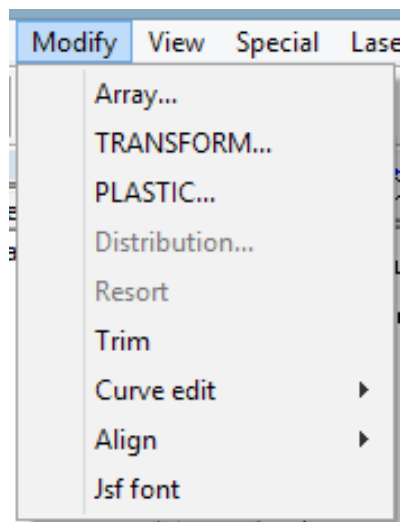 Modify View Special Lase
Array...
TRANSFORM...
PLASTIC...
Distribution...
Resort
Trim
Curve edit
Align
Jsf font